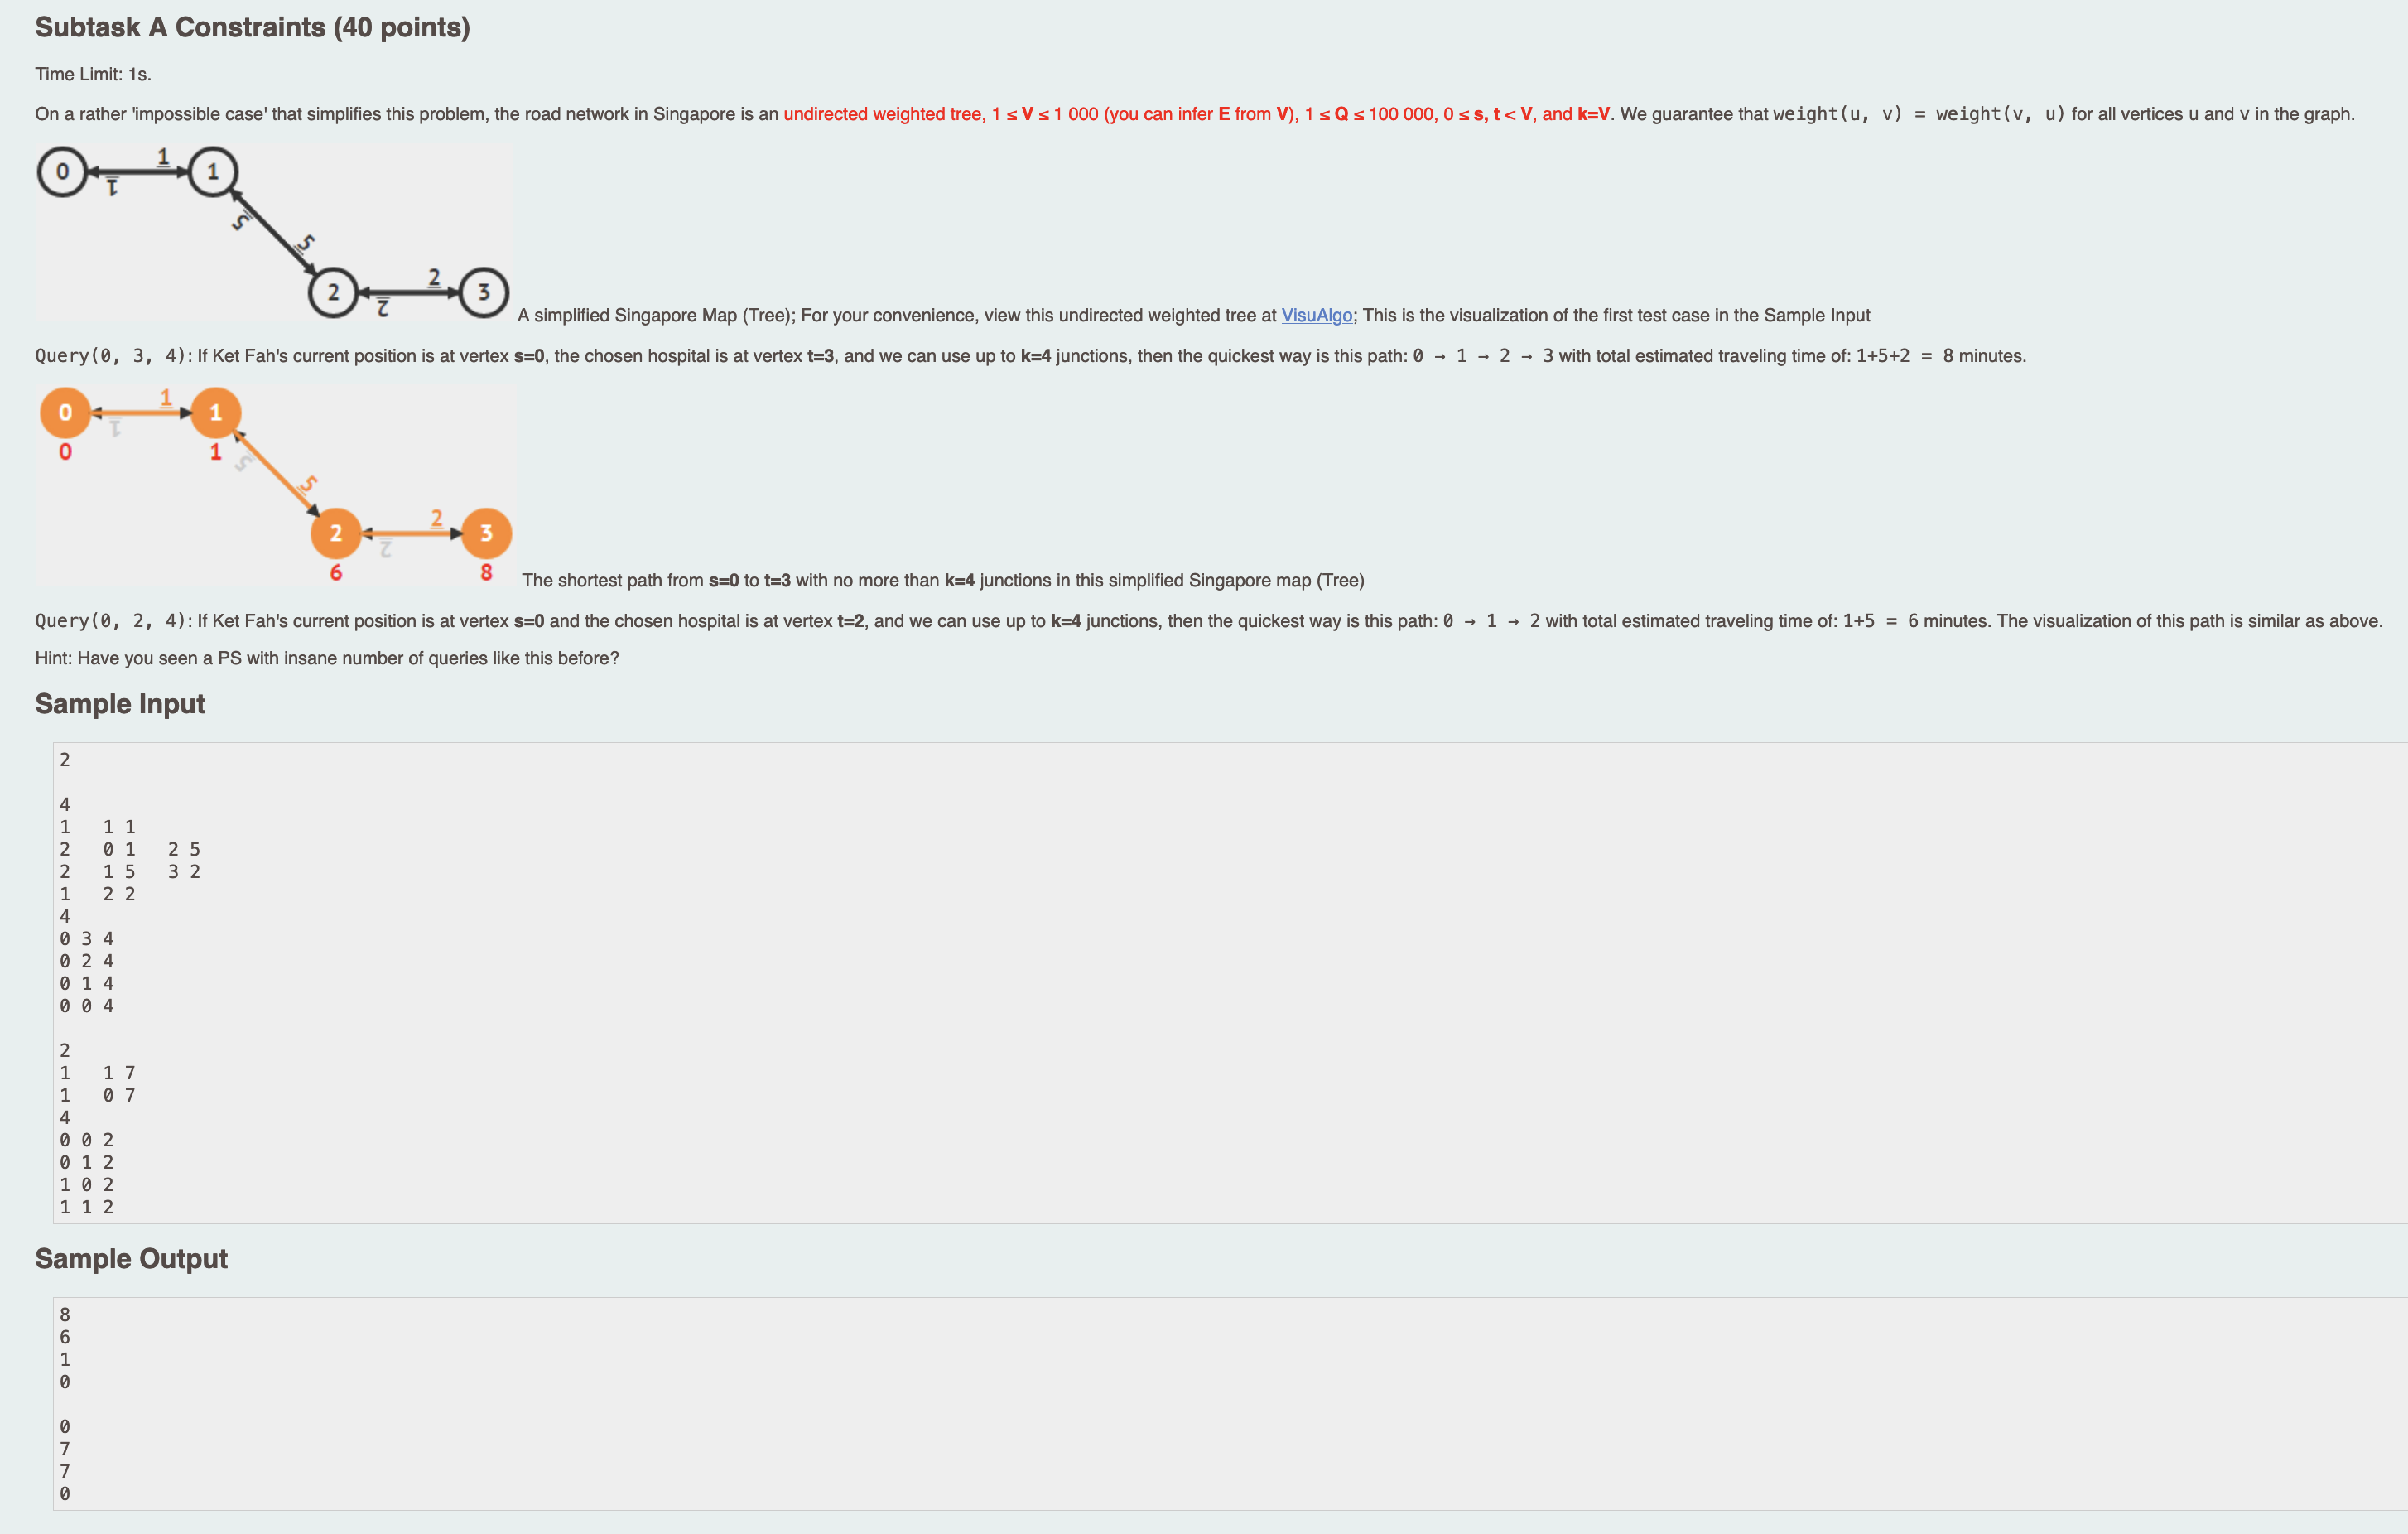 Subtask A Constraints (40 points)
Time Limit: 1s.
On a rather 'impossible case' that simplifies this problem, the road network in Singapore is an undirected weighted tree, 1 ≤ V ≤ 1 000 (you can infer E from V), 1 ≤ Q ≤ 100 000, 0 ≤ s, t < V, and k=V. We guarantee that weight(u, v) = weight(v, u) for all vertices u and v in the graph.
0 1 1 1
5 5
2 2 2 3
A simplified Singapore Map (Tree); For your convenience, view this undirected weighted tree at VisuAlgo; This is the visualization of the first test case in the Sample Input
Query(0, 3, 4): If Ket Fah's current position is at vertex s=0, the chosen hospital is at vertex t=3, and we can use up to k=4 junctions, then the quickest way is this path: 0 → 1 → 2 → 3 with total estimated traveling time of: 1+5+2 = 8 minutes.
0 1 1 1
0 1
5 5
2 2 2 3
6 8
The shortest path from s=0 to t=3 with no more than k=4 junctions in this simplified Singapore map (Tree)
Query(0, 2, 4): If Ket Fah's current position is at vertex s=0 and the chosen hospital is at vertex t=2, and we can use up to k=4 junctions, then the quickest way is this path: 0 → 1 → 2 with total estimated traveling time of: 1+5 = 6 minutes. The visualization of this path is similar as above.
Hint: Have you seen a PS with insane number of queries like this before?
Sample Input
2
4
1   1 1
2   0 1   2 5
2   1 5   3 2
1   2 2
4
0 3 4
0 2 4
0 1 4
0 0 4
2
1   1 7
1   0 7
4
0 0 2
0 1 2
1 0 2
1 1 2
Sample Output
8
6
1
0
0
7
7
0